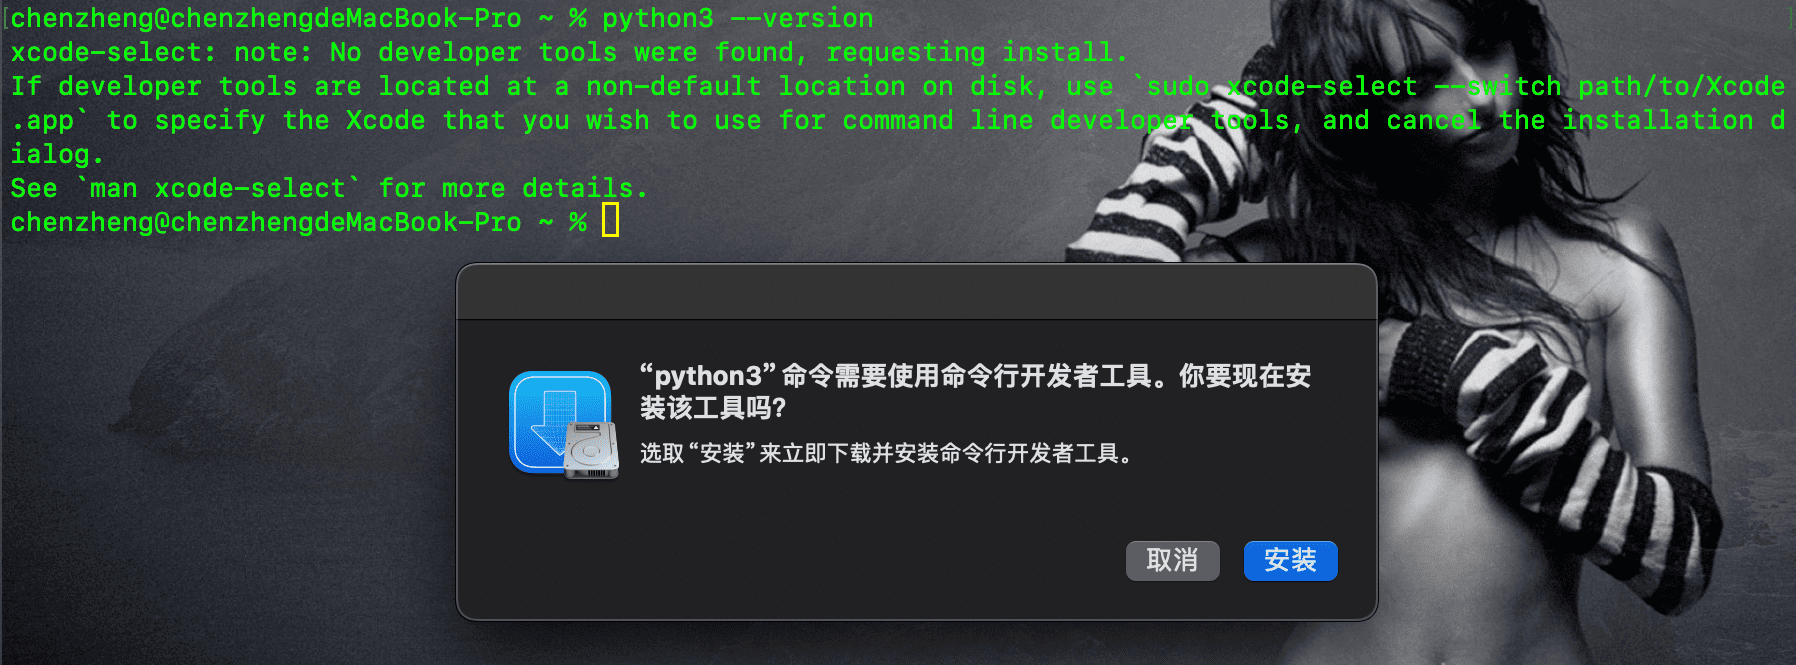 chenzheng@chenzhengdeMacBook-Pro ~ % python3 --version
xcode-select: note: No developer tools were found, requesting install.
If developer tools are located at a non-default location on disk, use `sudo xcode-select --switch path/to/Xcode
.app` to specify the Xcode that you wish to use for command line developer tools, and cancel the installation d
ialog.
See `man xcode-select` for more details.
chenzheng@chenzhengdeMacBook-Pro ~ %
“python3”命令需要使用命令行开发者工具。你要现在安
装该工具吗?
选取“安装”来立即下载并安装命令行开发者工具。
取消 安装